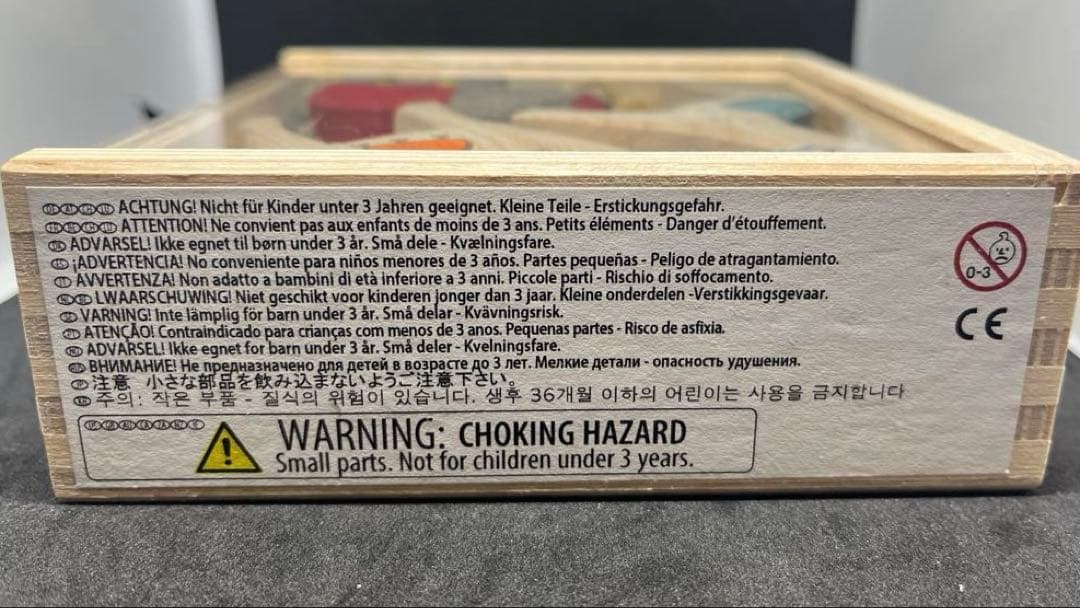 ACHTUNG! Nicht für Kinder unter 3 Jahren geeignet. Kleine Teile - Erstickungsgefahr.
ATTENTION! Ne convient pas aux enfants de moins de 3 ans. Petits éléments - Danger d'étouffement.
ADVARSEL! Ikke egnet til børn under 3 år. Små dele - Kvælningsfare.
¡ADVERTENCIA! No conveniente para niños menores de 3 años. Partes pequeñas - Peligo de atragantamiento.
AVVERTENZA! Non adatto a bambini di età inferiore a 3 anni. Piccole parti - Rischio di soffocamento.
LWAARSCHUWING! Niet geschikt voor kinderen jonger dan 3 jaar. Kleine onderdelen -Verstikkingsgevaar.
VARNING! Inte lämplig för barn under 3 år. Små delar - Kvävningsrisk.
ATENÇÃO! Contraindicado para crianças com menos de 3 anos. Pequenas partes - Risco de asfixia.
ADVARSEL! Ikke egnet for barn under 3 år. Små deler - Kvelningsfare.
ВНИМАНИЕ! Не предназначено для детей в возрасте до 3 лет. Мелкие детали - опасность удушения.
注意 小さな部品を飲み込まないようご注意下さい。
주의: 작은 부품 - 질식의 위험이 있습니다. 생후 36개월 이하의 어린이는 사용을 금지합니다
WARNING: CHOKING HAZARD
Small parts. Not for children under 3 years.
0-3
CE